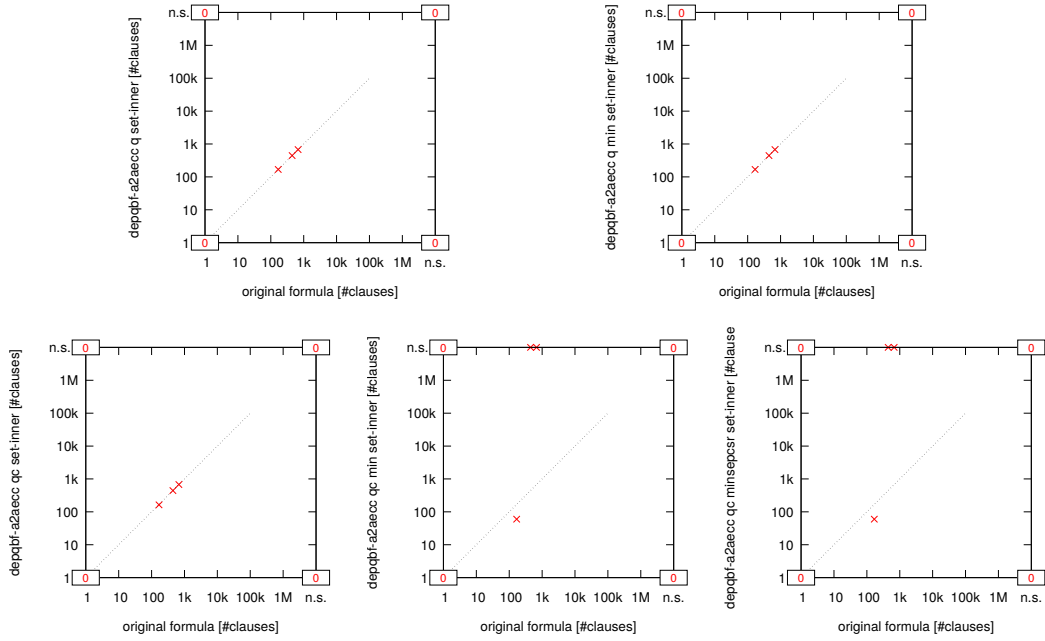 depqbf-a2aecc q set-inner [#clauses]
n.s.
1M
100k
10k
1k
100
10
1
0
0
0
0
1 10 100 1k 10k 100k 1M n.s.
original formula [#clauses]
depqbf-a2aecc q min set-inner [#clauses]
n.s.
1M
100k
10k
1k
100
10
1
0
0
0
0
1 10 100 1k 10k 100k 1M n.s.
original formula [#clauses]
depqbf-a2aecc qc set-inner [#clauses]
n.s.
1M
100k
10k
1k
100
10
1
0
0
0
0
1 10 100 1k 10k 100k 1M n.s.
original formula [#clauses]
depqbf-a2aecc qc min set-inner [#clauses]
n.s.
1M
100k
10k
1k
100
10
1
0
0
0
0
1 10 100 1k 10k 100k 1M n.s.
original formula [#clauses]
depqbf-a2aecc qc minsepcsr set-inner [#clause
n.s.
1M
100k
10k
1k
100
10
1
0
0
0
0
1 10 100 1k 10k 100k 1M n.s.
original formula [#clauses]